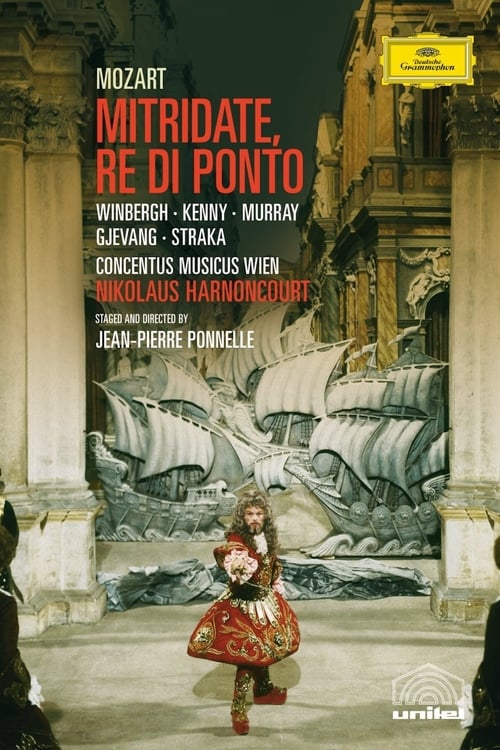 Deutsche
Grammophon
MOZART
MITRIDATE,
RE DI PONTO
WINBERGH · KENNY · MURRAY
GJEVANG · STRAKA
CONCENTUS MUSICUS WIEN
NIKOLAUS HARNONCOURT
STAGED AND DIRECTED BY
JEAN-PIERRE PONNELLE
unitel